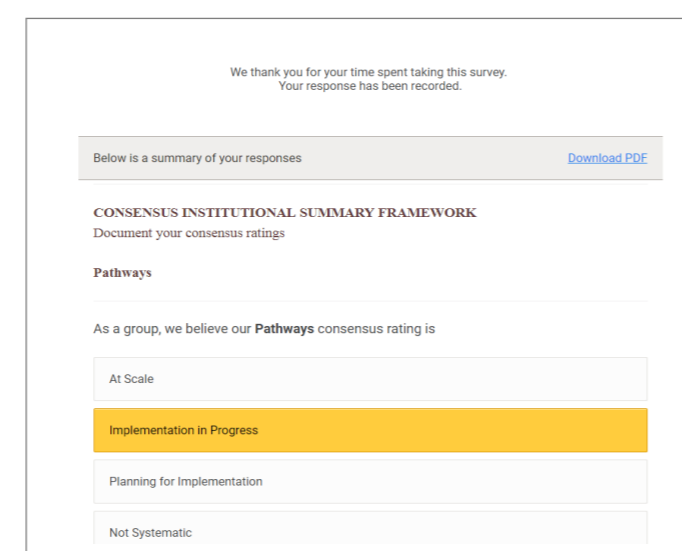 We thank you for your time spent taking this survey.
Your response has been recorded.
Below is a summary of your responses
Download PDF
CONSENSUS INSTITUTIONAL SUMMARY FRAMEWORK
Document your consensus ratings
Pathways
As a group, we believe our Pathways consensus rating is
At Scale
Implementation in Progress
Planning for Implementation
Not Systematic